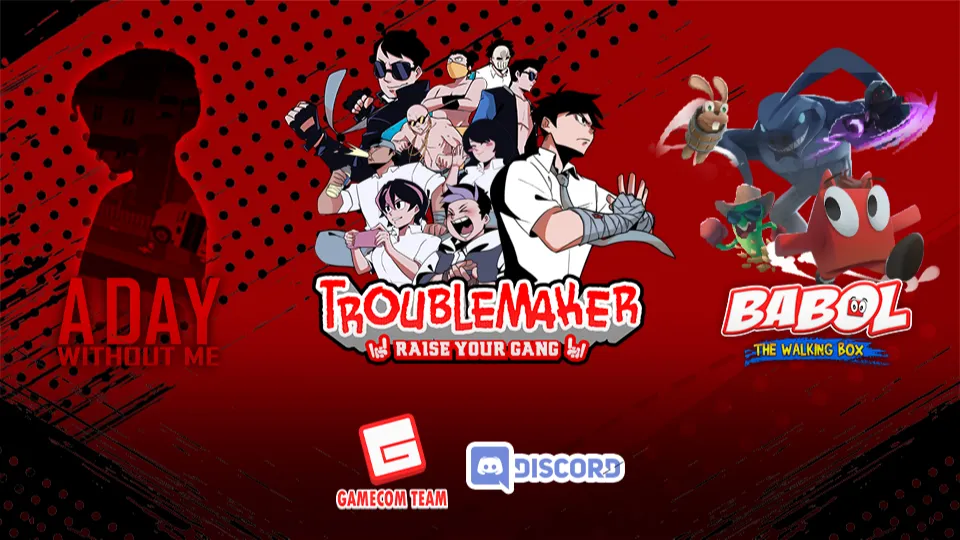 A DAY
WITHOUT ME
TROUBLEMAKER
RAISE YOUR GANG
BABOL
THE WALKING BOX
G
GAMECOM TEAM
DISCORD